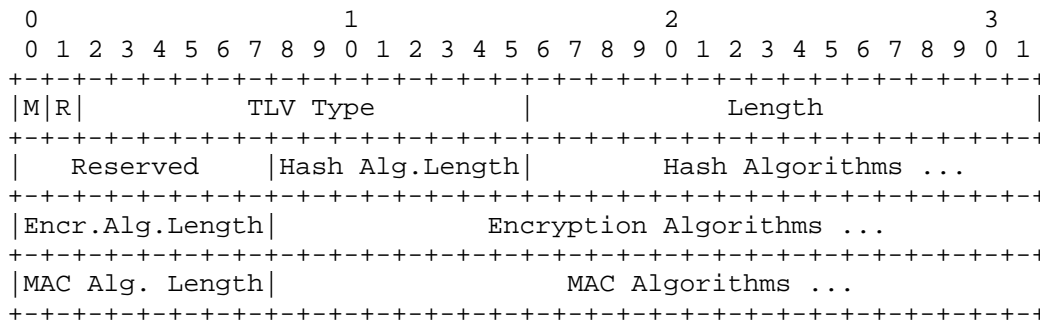 0                   1                   2                   3
 0 1 2 3 4 5 6 7 8 9 0 1 2 3 4 5 6 7 8 9 0 1 2 3 4 5 6 7 8 9 0 1
+-+-+-+-+-+-+-+-+-+-+-+-+-+-+-+-+-+-+-+-+-+-+-+-+-+-+-+-+-+-+-+-+
|M|R|          TLV Type         |            Length             |
+-+-+-+-+-+-+-+-+-+-+-+-+-+-+-+-+-+-+-+-+-+-+-+-+-+-+-+-+-+-+-+-+
|   Reserved    |Hash Alg.Length|        Hash Algorithms ...
+-+-+-+-+-+-+-+-+-+-+-+-+-+-+-+-+-+-+-+-+-+-+-+-+-+-+-+-+-+-+-+-+
|Encr.Alg.Length|             Encryption Algorithms ...
+-+-+-+-+-+-+-+-+-+-+-+-+-+-+-+-+-+-+-+-+-+-+-+-+-+-+-+-+-+-+-+-+
|MAC Alg. Length|                  MAC Algorithms ...
+-+-+-+-+-+-+-+-+-+-+-+-+-+-+-+-+-+-+-+-+-+-+-+-+-+-+-+-+-+-+-+-+